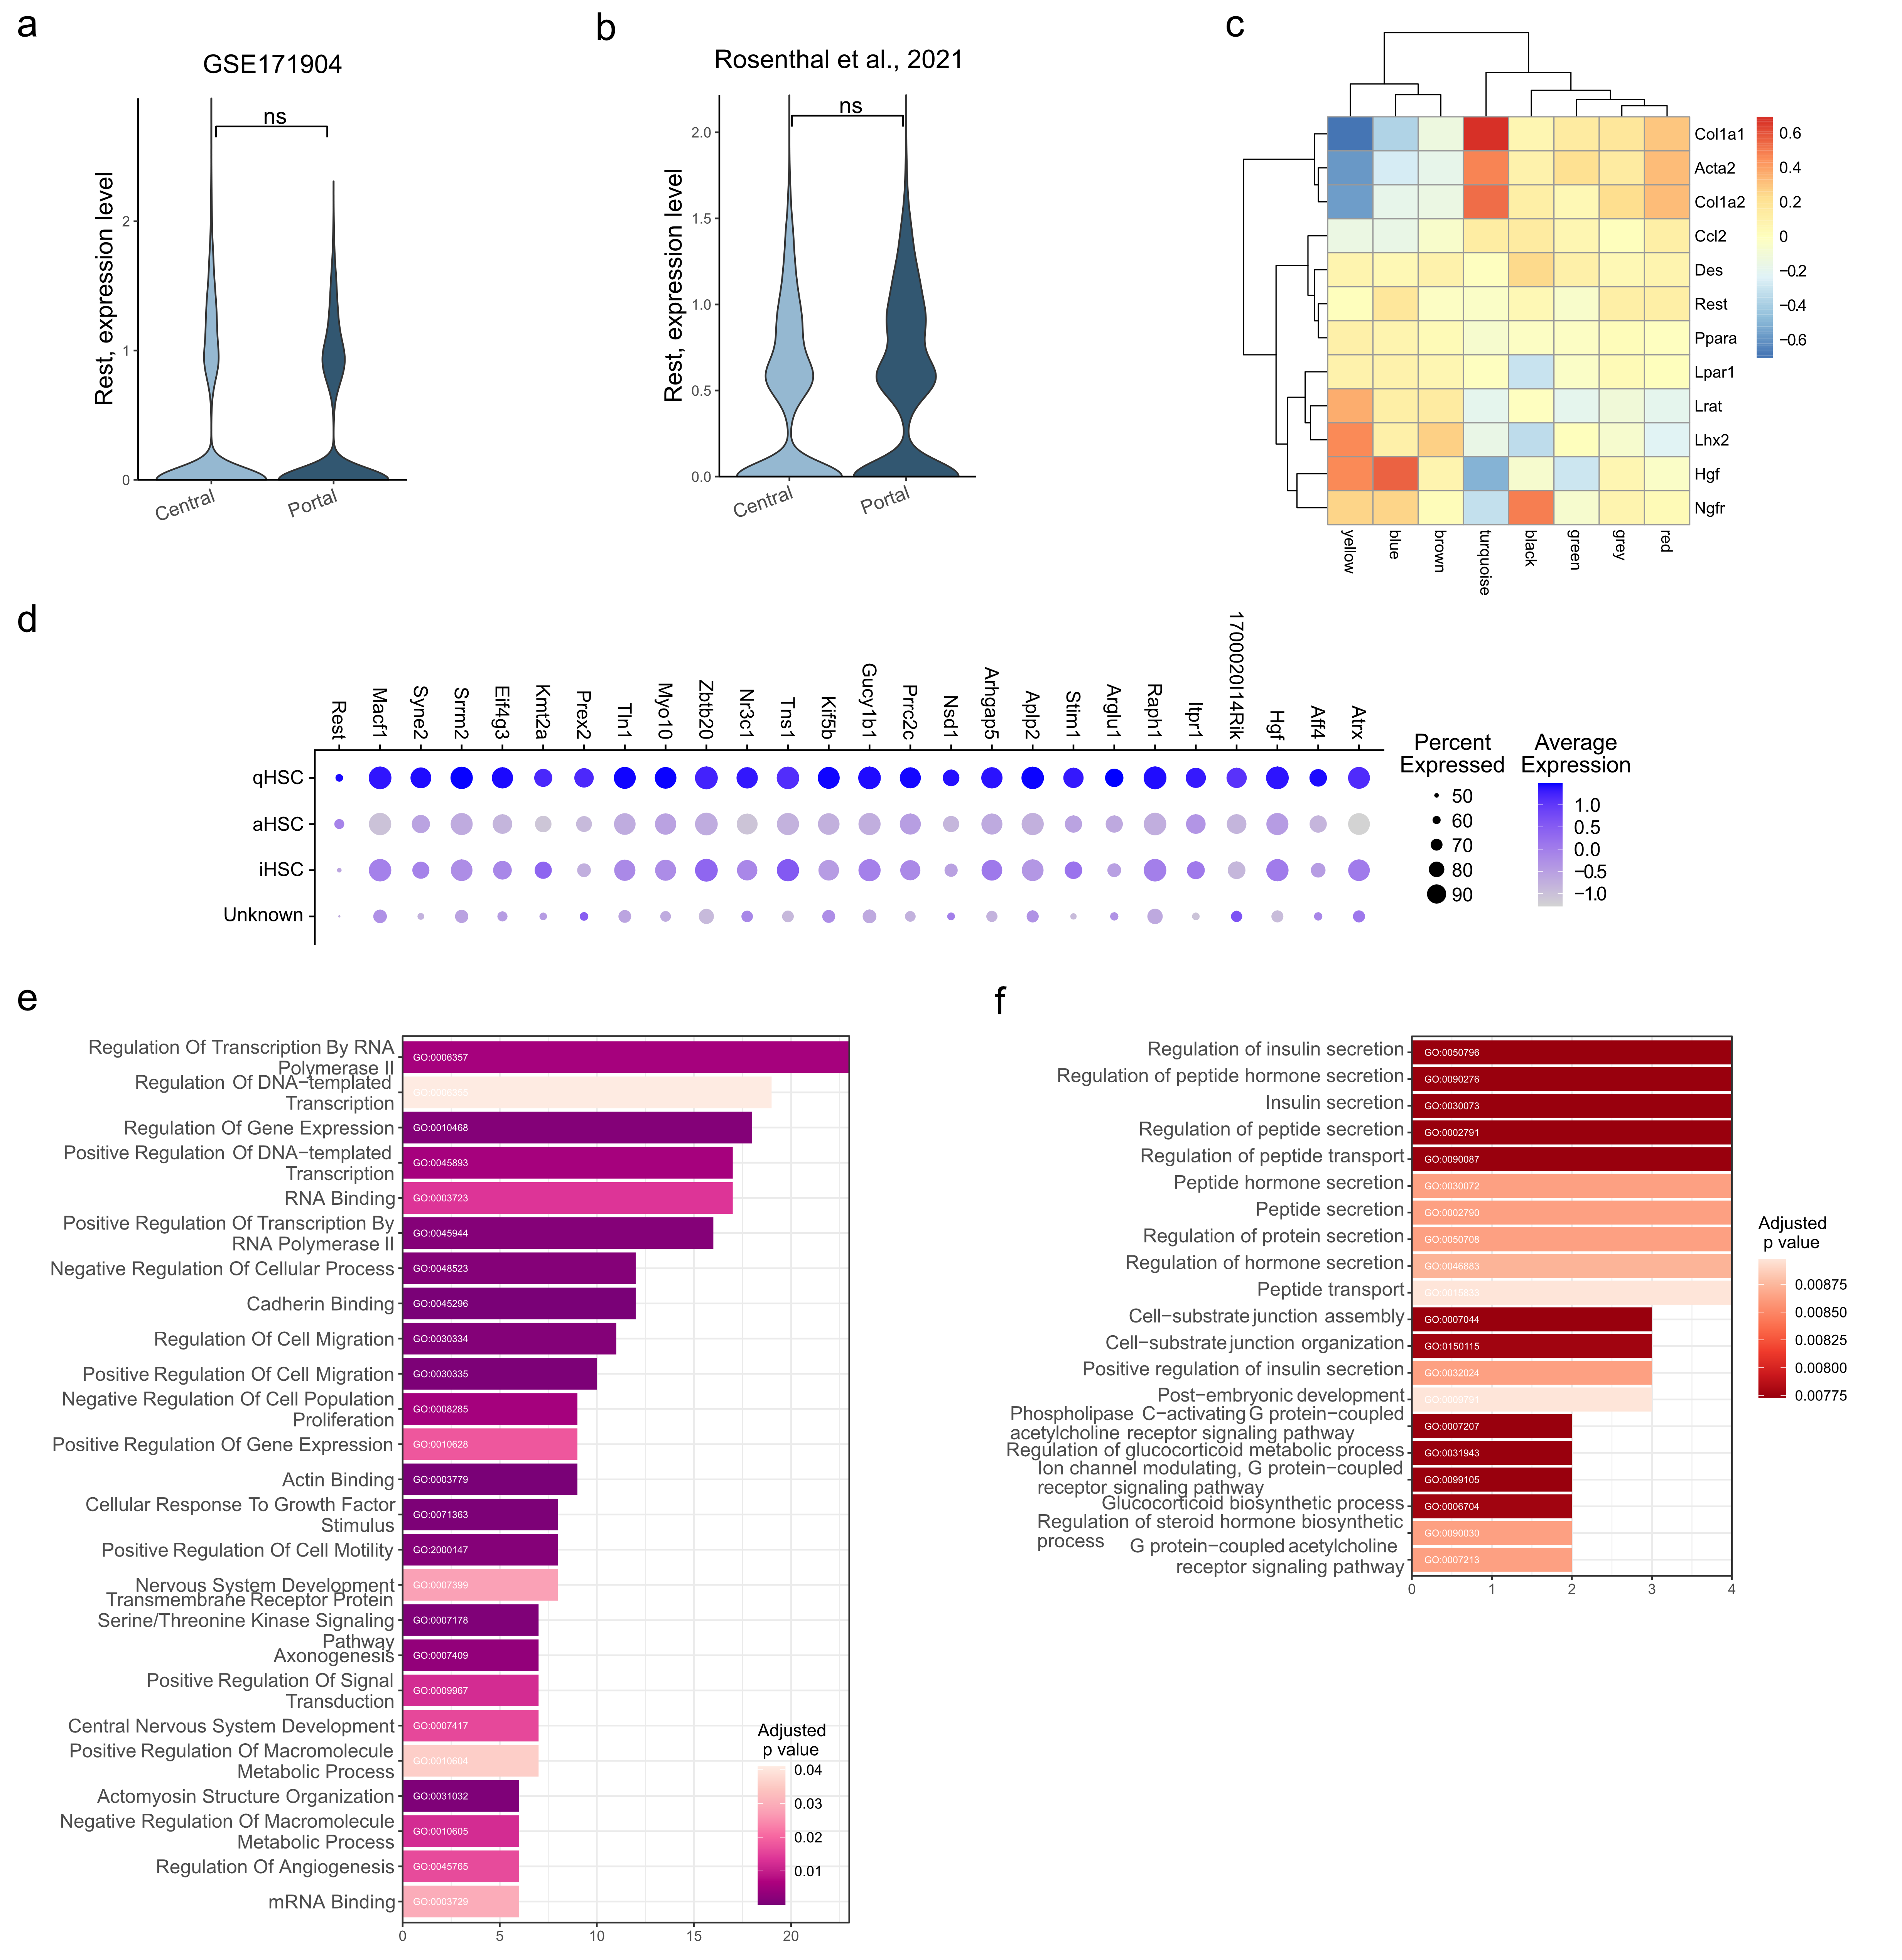 a
GSE171904
Rest, expression level
ns
2
1
0
Central
Portal
b
Rosenthal et al., 2021
Rest, expression level
ns
2.0
1.5
1.0
0.5
0.0
Central
Portal
c
Col1a1
Acta2
Col1a2
Ccl2
Des
Rest
Ppara
Lpar1
Lrat
Lhx2
Hgf
Ngfr
yellow
blue
brown
turquoise
black
green
grey
red
0.6
0.4
0.2
0
−0.2
−0.4
−0.6
d
Rest
Macf1
Syne2
Srrm2
Eif4g3
Kmt2a
Prex2
Tln1
Myo10
Zbtb20
Nr3c1
Tns1
Kif5b
Gucy1b1
Prrc2c
Nsd1
Arhgap5
Aplp2
Stim1
Arglu1
Raph1
Itpr1
1700020I14Rik
Hgf
Aff4
Atrx
qHSC
aHSC
iHSC
Unknown
Percent
Expressed
50
60
70
80
90
Average
Expression
1.0
0.5
0.0
−0.5
−1.0
e
Regulation Of Transcription By RNA
Polymerase II
GO:0006357
Regulation Of DNA−templated
Transcription
GO:0006355
Regulation Of Gene Expression
GO:0010468
Positive Regulation Of DNA−templated
Transcription
GO:0045893
RNA Binding
GO:0003723
Positive Regulation Of Transcription By
RNA Polymerase II
GO:0045944
Negative Regulation Of Cellular Process
GO:0048523
Cadherin Binding
GO:0045296
Regulation Of Cell Migration
GO:0030334
Positive Regulation Of Cell Migration
GO:0030335
Negative Regulation Of Cell Population
Proliferation
GO:0008285
Positive Regulation Of Gene Expression
GO:0010628
Actin Binding
GO:0003779
Cellular Response To Growth Factor
Stimulus
GO:0071363
Positive Regulation Of Cell Motility
GO:2000147
Nervous System Development
GO:0007399
Transmembrane Receptor Protein
Serine/Threonine Kinase Signaling
Pathway
GO:0007178
Axonogenesis
GO:0007409
Positive Regulation Of Signal
Transduction
GO:0009967
Central Nervous System Development
GO:0007417
Positive Regulation Of Macromolecule
Metabolic Process
GO:0010604
Actomyosin Structure Organization
GO:0031032
Negative Regulation Of Macromolecule
Metabolic Process
GO:0010605
Regulation Of Angiogenesis
GO:0045765
mRNA Binding
GO:0003729
0
5
10
15
20
Adjusted
p value
0.04
0.03
0.02
0.01
f
Regulation of insulin secretion
GO:0050796
Regulation of peptide hormone secretion
GO:0090276
Insulin secretion
GO:0030073
Regulation of peptide secretion
GO:0002791
Regulation of peptide transport
GO:0090087
Peptide hormone secretion
GO:0030072
Peptide secretion
GO:0002790
Regulation of protein secretion
GO:0050708
Regulation of hormone secretion
GO:0046883
Peptide transport
GO:0015833
Cell−substrate junction assembly
GO:0007044
Cell−substrate junction organization
GO:0150115
Positive regulation of insulin secretion
GO:0032024
Post−embryonic development
GO:0009791
Phospholipase C−activating G protein−coupled
acetylcholine receptor signaling pathway
GO:0007207
Regulation of glucocorticoid metabolic process
GO:0031943
Ion channel modulating, G protein−coupled
receptor signaling pathway
GO:0099105
Glucocorticoid biosynthetic process
GO:0006704
Regulation of steroid hormone biosynthetic
process
GO:0090030
G protein−coupled acetylcholine
receptor signaling pathway
GO:0007213
0
1
2
3
4
Adjusted
p value
0.00875
0.00850
0.00825
0.00800
0.00775